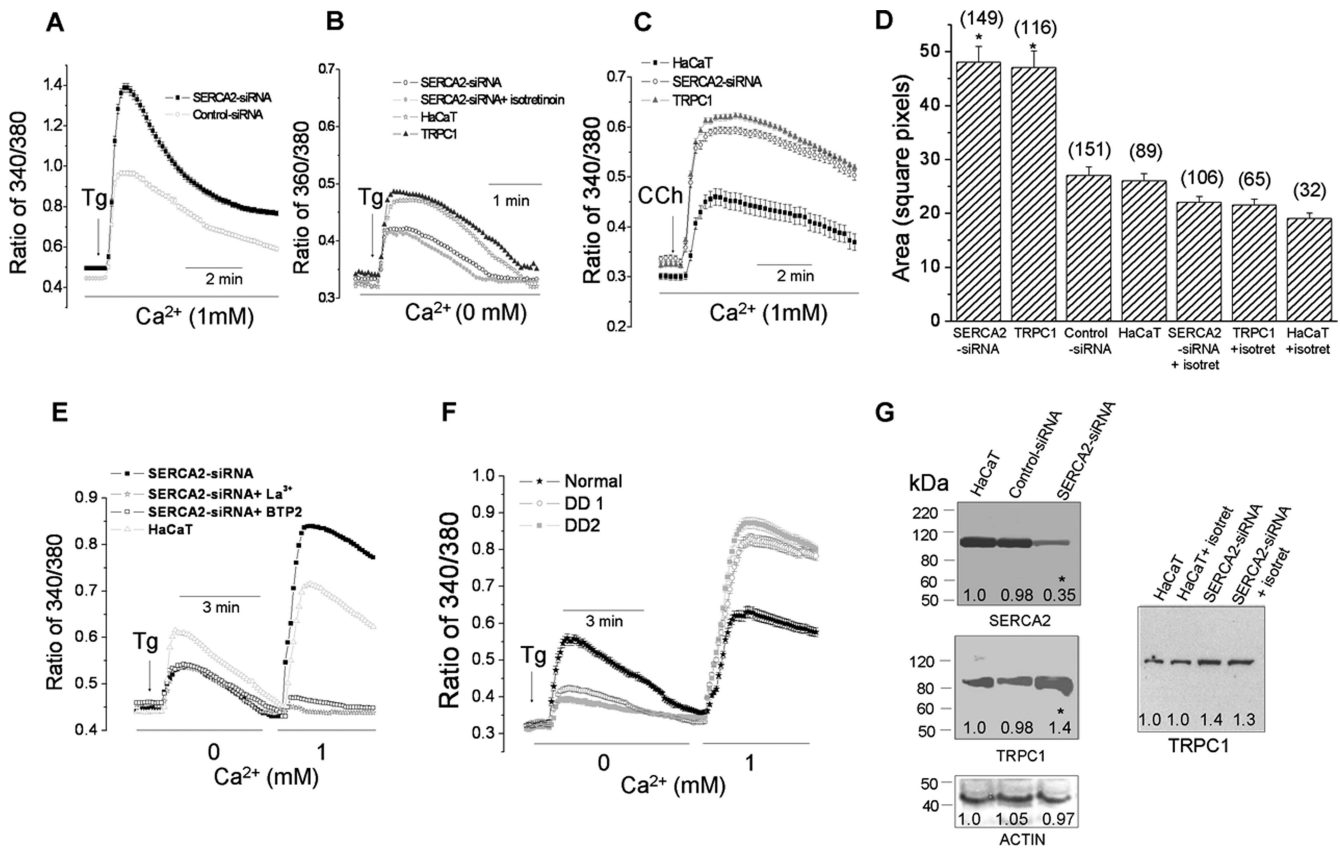 A
SERCA2-siRNA
Control-siRNA
Ratio of 340/380
1.4
1.2
1.0
0.8
0.6
0.4
Tg
2 min
Ca²⁺ (1mM)
B
SERCA2-siRNA
SERCA2-siRNA+ isotretinoin
HaCaT
TRPC1
Ratio of 360/380
0.7
0.6
0.5
0.4
0.3
Tg
1 min
Ca²⁺ (0 mM)
C
HaCaT
SERCA2-siRNA
TRPC1
Ratio of 340/380
0.7
0.6
0.5
0.4
0.3
0.2
CCh
2 min
Ca²⁺ (1mM)
D
Area (square pixels)
50
40
30
20
10
0
(149)
*
(116)
*
(151)
(89)
(106)
(65)
(32)
SERCA2
-siRNA
TRPC1
Control
-siRNA
HaCaT
SERCA2
-siRNA
+ isotret
TRPC1
+isotret
HaCaT
+isotret
E
SERCA2-siRNA
SERCA2-siRNA+ La³⁺
SERCA2-siRNA+ BTP2
HaCaT
Ratio of 340/380
0.9
0.8
0.7
0.6
0.5
0.4
Tg
3 min
0 1
Ca²⁺ (mM)
F
Normal
DD 1
DD2
Ratio of 340/380
1.0
0.9
0.8
0.7
0.6
0.5
0.4
0.3
Tg
3 min
0 1
Ca²⁺ (mM)
G
kDa
HaCaT
Control-siRNA
SERCA2-siRNA
220
120
80
60
50
*
1.0 0.98 0.35
SERCA2
120
80
60
50
*
1.0 0.98 1.4
TRPC1
50
40
1.0 1.05 0.97
ACTIN
HaCaT
HaCaT+ isotret
SERCA2-siRNA
SERCA2-siRNA
+ isotret
1.0 1.0 1.4 1.3
TRPC1